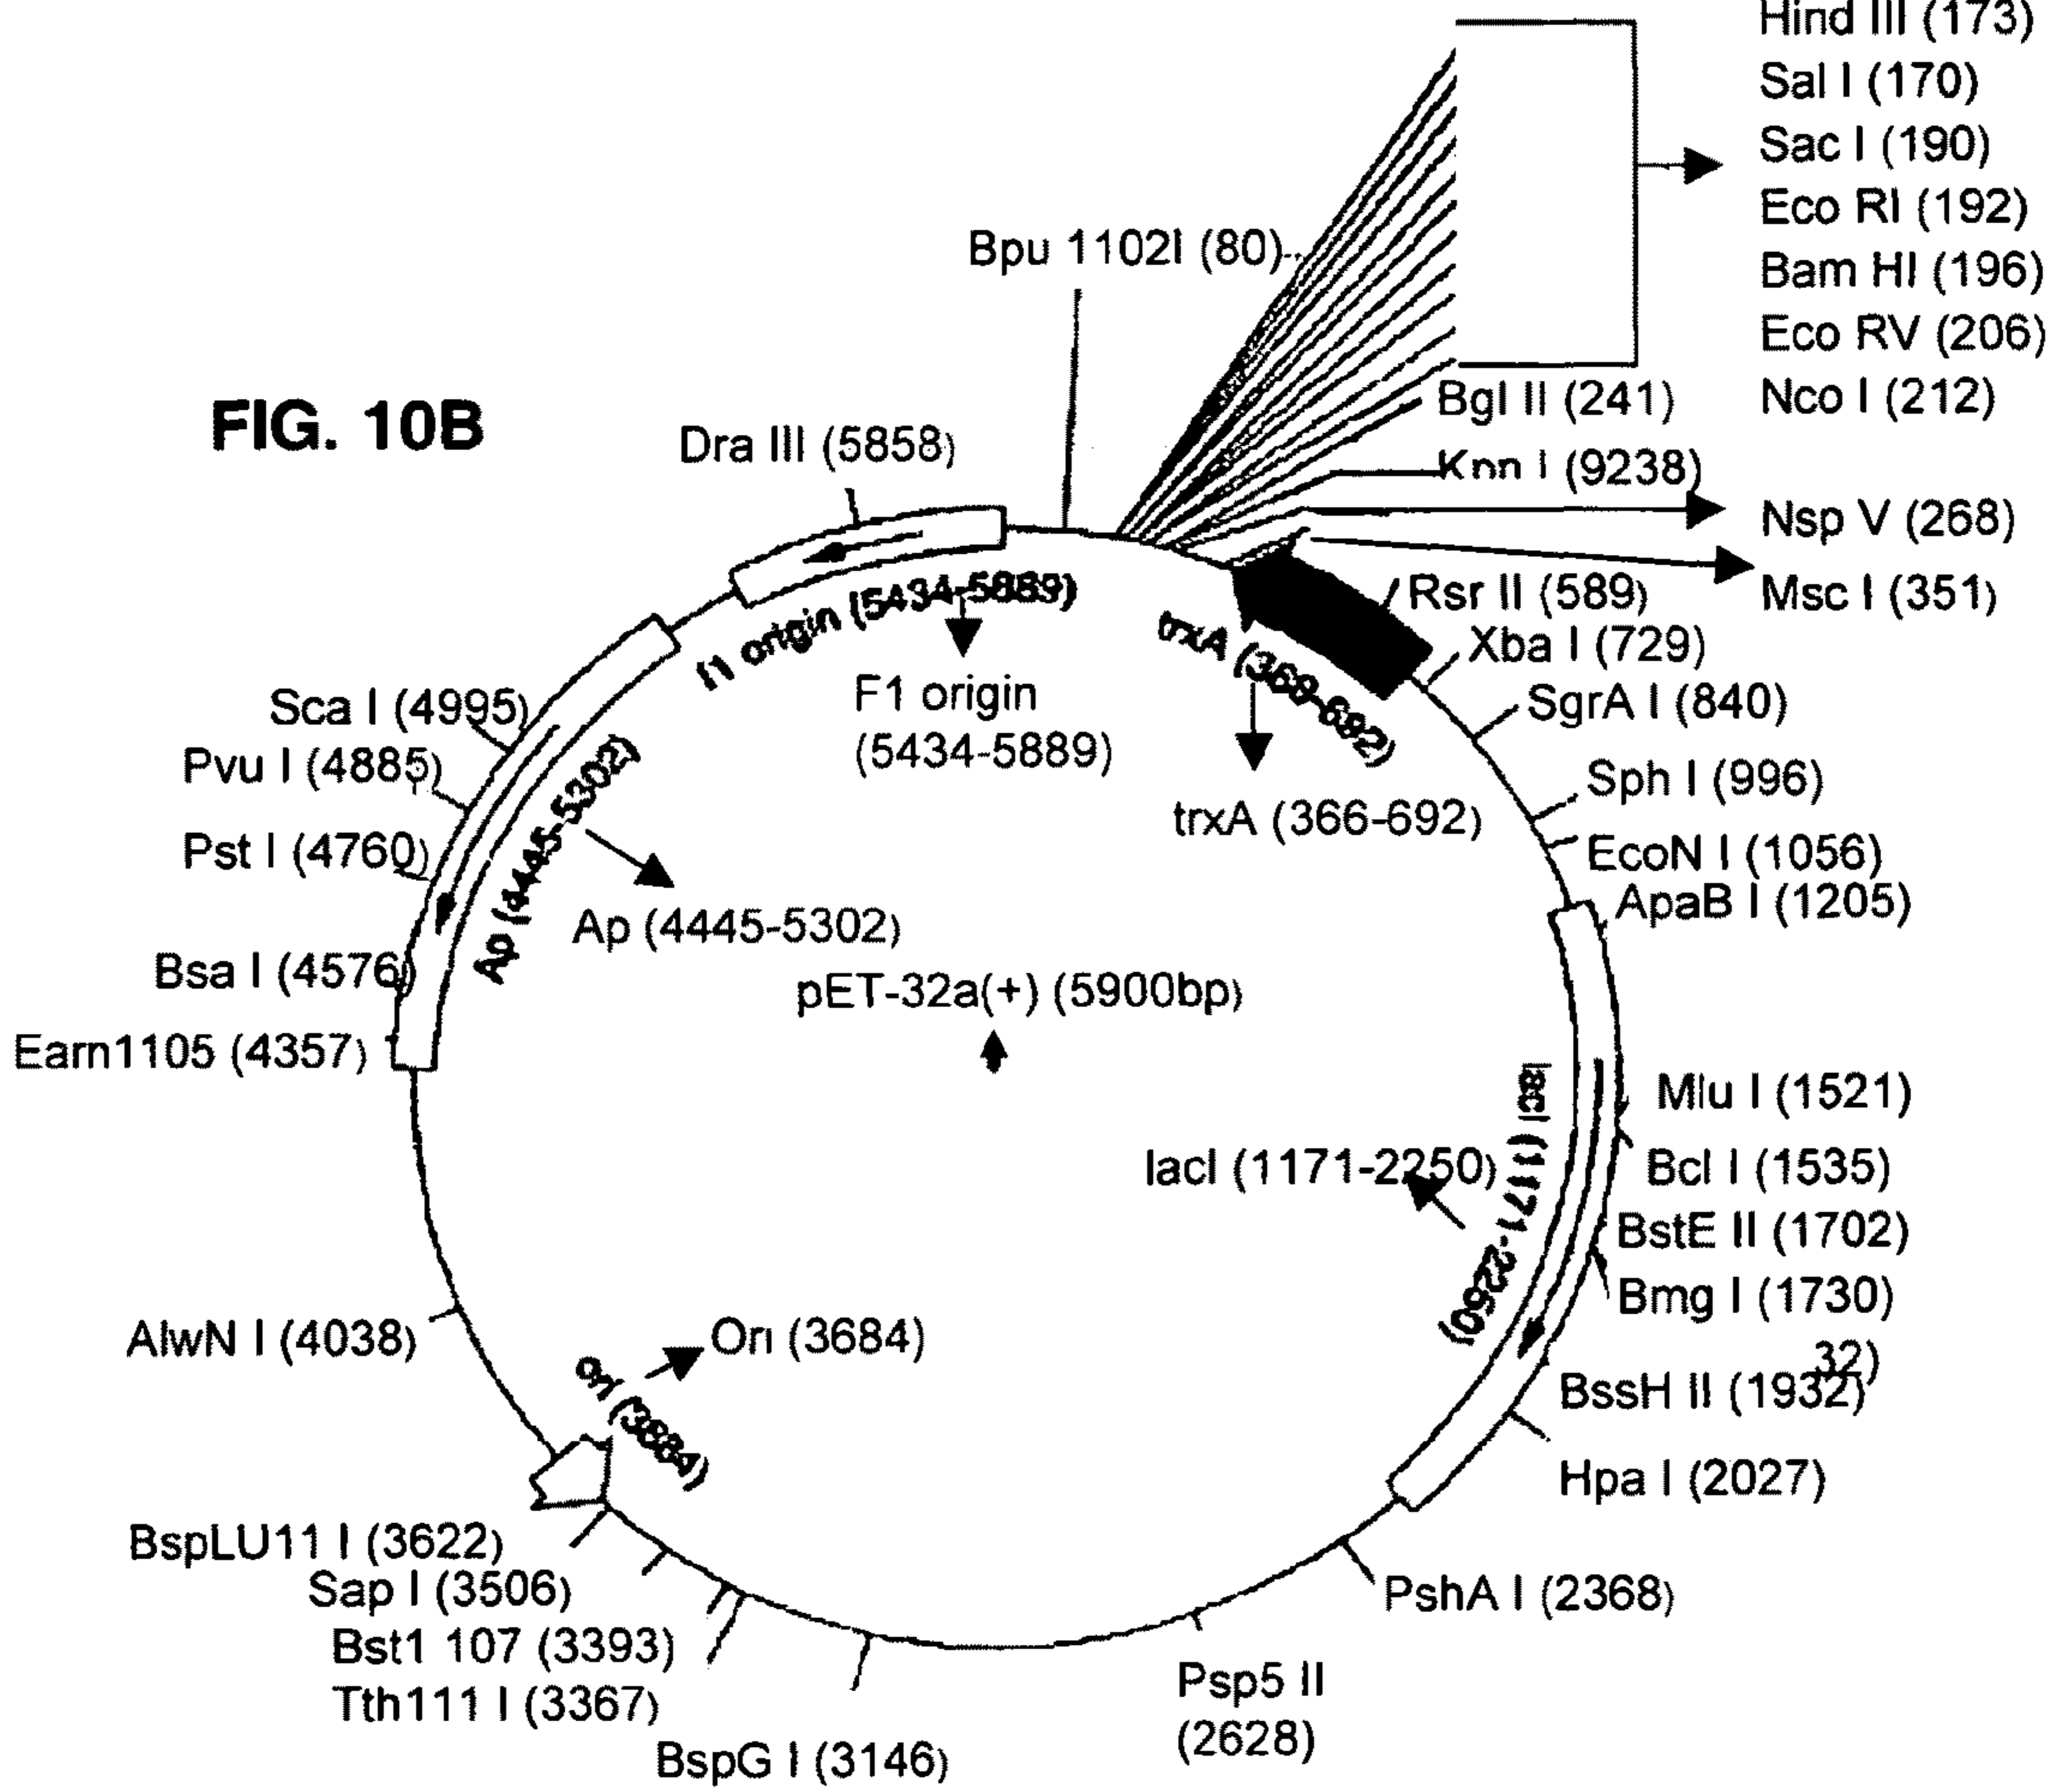 Hind III (173)
Sal I (170)
Sac I (190)
Eco RI (192)
Bam HI (196)
Eco RV (206)
Nco I (212)
Bpu 1102I (80)
Bgl II (241)
FIG. 10B
Dra III (5858)
Knn I (9238)
Nsp V (268)
Msc I (351)
Rsr II (589)
Xba I (729)
SgrA I (840)
f1 origin (5434-5889)
trxA (366-692)
F1 origin
(5434-5889)
trxA (366-692)
Sca I (4995)
Pvu I (4885)
Pst I (4760)
Bsa I (4576)
Earn1105 (4357)
Ap (4445-5302)
Ap (4445-5302)
pET-32a(+) (5900bp)
Sph I (996)
EcoN I (1056)
ApaB I (1205)
Mlu I (1521)
Bcl I (1535)
BstE II (1702)
Bmg I (1730)
32)
BssH II (1932)
Hpa I (2027)
lacI (1171-2250)
lacI (1171-2250)
AlwN I (4038)
Ori (3684)
ori (3684)
BspLU11 I (3622)
Sap I (3506)
Bst1 107 (3393)
Tth111 I (3367)
BspG I (3146)
Psp5 II
(2628)
PshA I (2368)